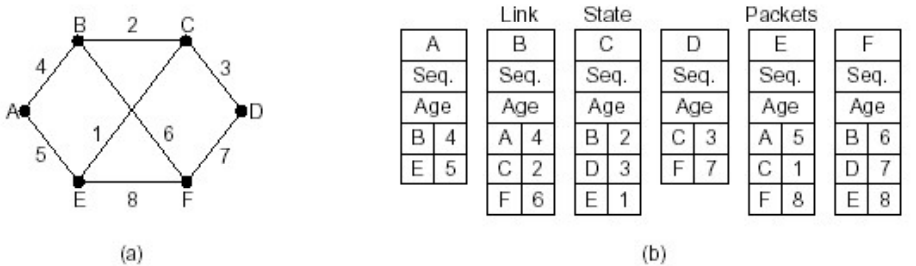 Link State Packets
B 2 C
A B C D E F
4 3
Seq. Seq. Seq. Seq. Seq. Seq.
A D
Age Age Age Age Age Age
1 6
B 4 A 4 B 2 C 3 A 5 B 6
5 7
E 5 C 2 D 3 F 7 C 1 D 7
E 8 F
F 6 E 1 F 8 E 8
(a) (b)